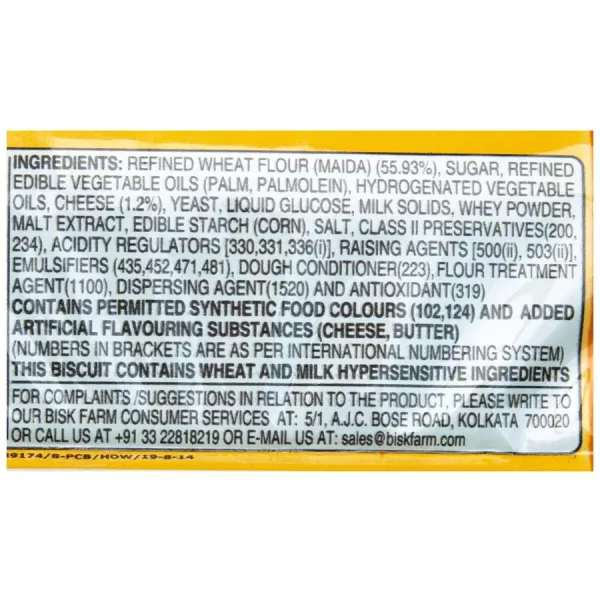 INGREDIENTS: REFINED WHEAT FLOUR (MAIDA) (55.93%), SUGAR, REFINED
EDIBLE VEGETABLE OILS (PALM, PALMOLEIN), HYDROGENATED VEGETABLE
OILS, CHEESE (1.2%), YEAST, LIQUID GLUCOSE, MILK SOLIDS, WHEY POWDER,
MALT EXTRACT, EDIBLE STARCH (CORN), SALT, CLASS II PRESERVATIVES(200,
234), ACIDITY REGULATORS [330,331,336(i)], RAISING AGENTS [500(ii), 503(ii)],
EMULSIFIERS (435,452,471,481), DOUGH CONDITIONER(223), FLOUR TREATMENT
AGENT(1100), DISPERSING AGENT(1520) AND ANTIOXIDANT(319)
CONTAINS PERMITTED SYNTHETIC FOOD COLOURS (102,124) AND ADDED
ARTIFICIAL FLAVOURING SUBSTANCES (CHEESE, BUTTER)
(NUMBERS IN BRACKETS ARE AS PER INTERNATIONAL NUMBERING SYSTEM)
THIS BISCUIT CONTAINS WHEAT AND MILK HYPERSENSITIVE INGREDIENTS
FOR COMPLAINTS /SUGGESTIONS IN RELATION TO THE PRODUCT, PLEASE WRITE TO
OUR BISK FARM CONSUMER SERVICES AT: 5/1, A.J.C. BOSE ROAD, KOLKATA 700020
OR CALL US AT +91 33 22818219 OR E-MAIL US AT: sales@biskfarm.com
9174/B-PCB/HOW/19-8-14